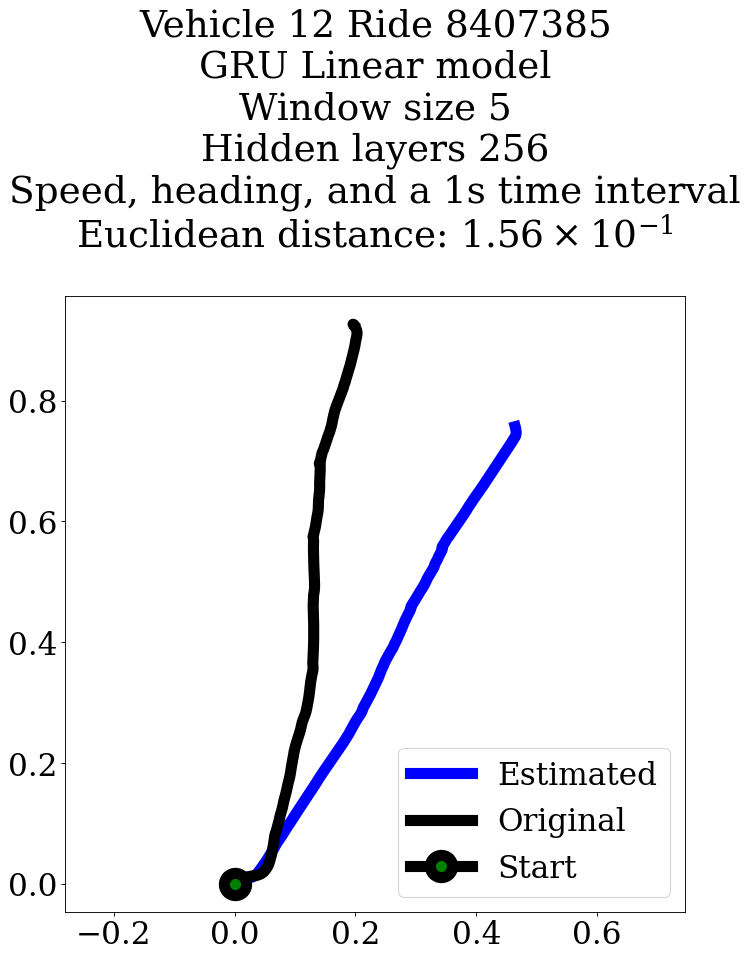 Vehicle 12 Ride 8407385
GRU Linear model
Window size 5
Hidden layers 256
Speed, heading, and a 1s time interval
Euclidean distance: 1.56 × 10⁻¹
0.8
0.6
0.4
0.2
0.0
Estimated
Original
Start
−0.2 0.0 0.2 0.4 0.6